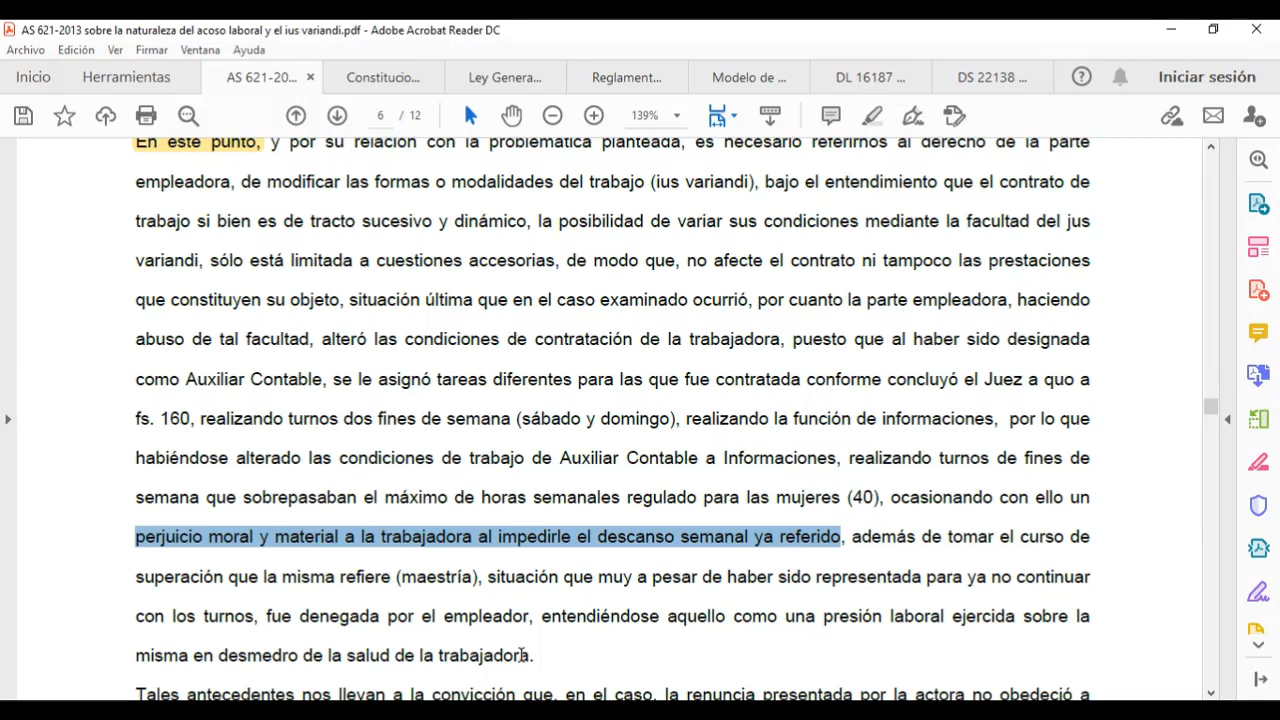 AS 621-2013 sobre la naturaleza del acoso laboral y el ius variandi.pdf - Adobe Acrobat Reader DC
Archivo Edición Ver Firmar Ventana Ayuda
Inicio Herramientas AS 621-20... × Constitucio... Ley Genera... Reglament... Modelo de ... DL 16187 ... DS 22138 ... Iniciar sesión
6 / 12 139%
En este punto, y por su relación con la problemática planteada, es necesario referirnos al derecho de la parte
empleadora, de modificar las formas o modalidades del trabajo (ius variandi), bajo el entendimiento que el contrato de
trabajo si bien es de tracto sucesivo y dinámico, la posibilidad de variar sus condiciones mediante la facultad del jus
variandi, sólo está limitada a cuestiones accesorias, de modo que, no afecte el contrato ni tampoco las prestaciones
que constituyen su objeto, situación última que en el caso examinado ocurrió, por cuanto la parte empleadora, haciendo
abuso de tal facultad, alteró las condiciones de contratación de la trabajadora, puesto que al haber sido designada
como Auxiliar Contable, se le asignó tareas diferentes para las que fue contratada conforme concluyó el Juez a quo a
fs. 160, realizando turnos dos fines de semana (sábado y domingo), realizando la función de informaciones, por lo que
habiéndose alterado las condiciones de trabajo de Auxiliar Contable a Informaciones, realizando turnos de fines de
semana que sobrepasaban el máximo de horas semanales regulado para las mujeres (40), ocasionando con ello un
perjuicio moral y material a la trabajadora al impedirle el descanso semanal ya referido, además de tomar el curso de
superación que la misma refiere (maestría), situación que muy a pesar de haber sido representada para ya no continuar
con los turnos, fue denegada por el empleador, entendiéndose aquello como una presión laboral ejercida sobre la
misma en desmedro de la salud de la trabajadora.
Tales antecedentes nos llevan a la convicción que, en el caso, la renuncia presentada por la actora no obedeció a